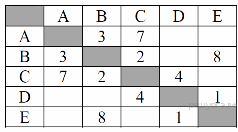 A B C D E
A 3 7
B 3 2 8
C 7 2 4
D 4 1
E 8 1